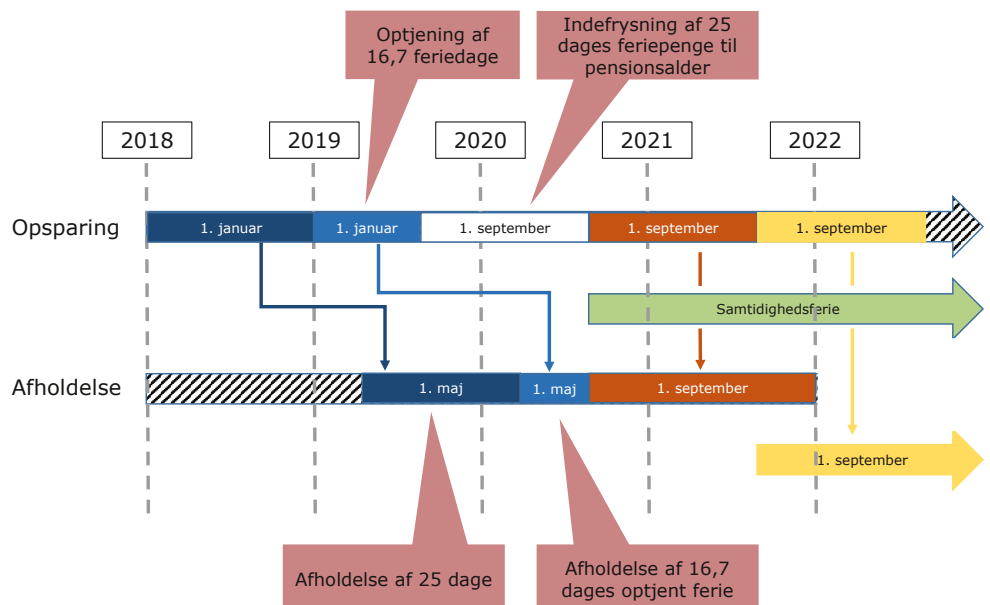 Optjening af
16,7 feriedage
Indefrysning af 25
dages feriepenge til
pensionsalder
2018
2019
2020
2021
2022
Opsparing
1. januar
1. januar
1. september
1. september
1. september
Samtidighedsferie
Afholdelse
1. maj
1. maj
1. september
1. september
Afholdelse af 25 dage
Afholdelse af 16,7
dages optjent ferie